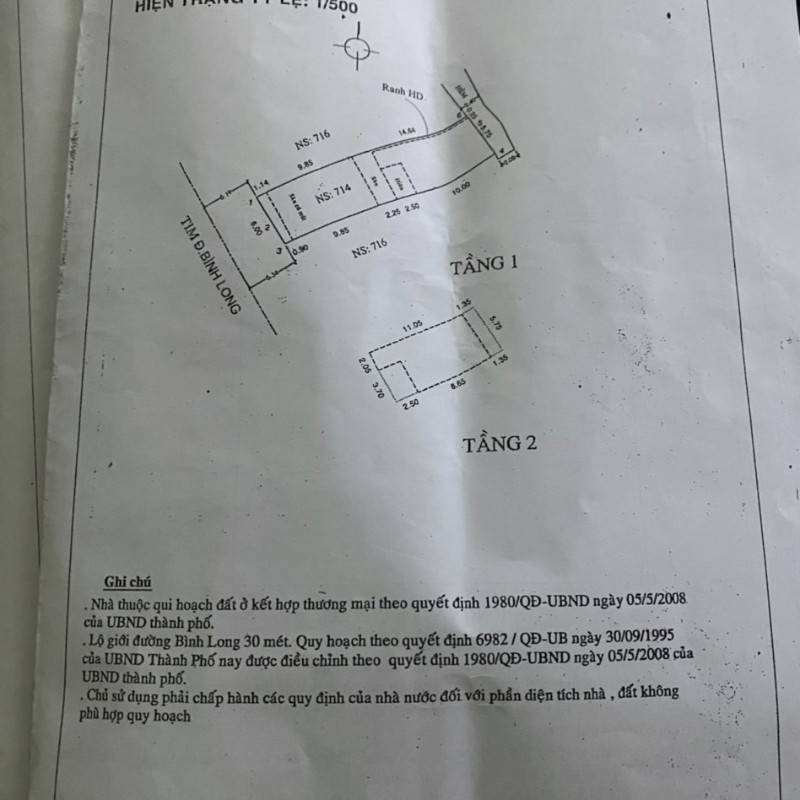 HIỆN TRẠNG TỶ LỆ: 1/500
Ranh HD.
HẺM
NS: 716
14.64
9.85
1.14
NS: 714
1
6.00
2
3
0.90
9.85
2.25 2.50
10.00
NS: 716
TIM Đ.BÌNH LONG
TẦNG 1
1.35
11.05
5.75
2.05
3.70
2.50
8.65
1.35
TẦNG 2
Ghi chú
. Nhà thuộc qui hoạch đất ở kết hợp thương mại theo quyết định 1980/QĐ-UBND ngày 05/5/2008
của UBND thành phố.
. Lộ giới đường Bình Long 30 mét. Quy hoạch theo quyết định 6982 / QĐ-UB ngày 30/09/1995
của UBND Thành Phố nay được điều chỉnh theo quyết định 1980/QĐ-UBND ngày 05/5/2008 của
UBND thành phố.
. Chủ sử dụng phải chấp hành các quy định của nhà nước đối với phần diện tích nhà , đất không
phù hợp quy hoạch